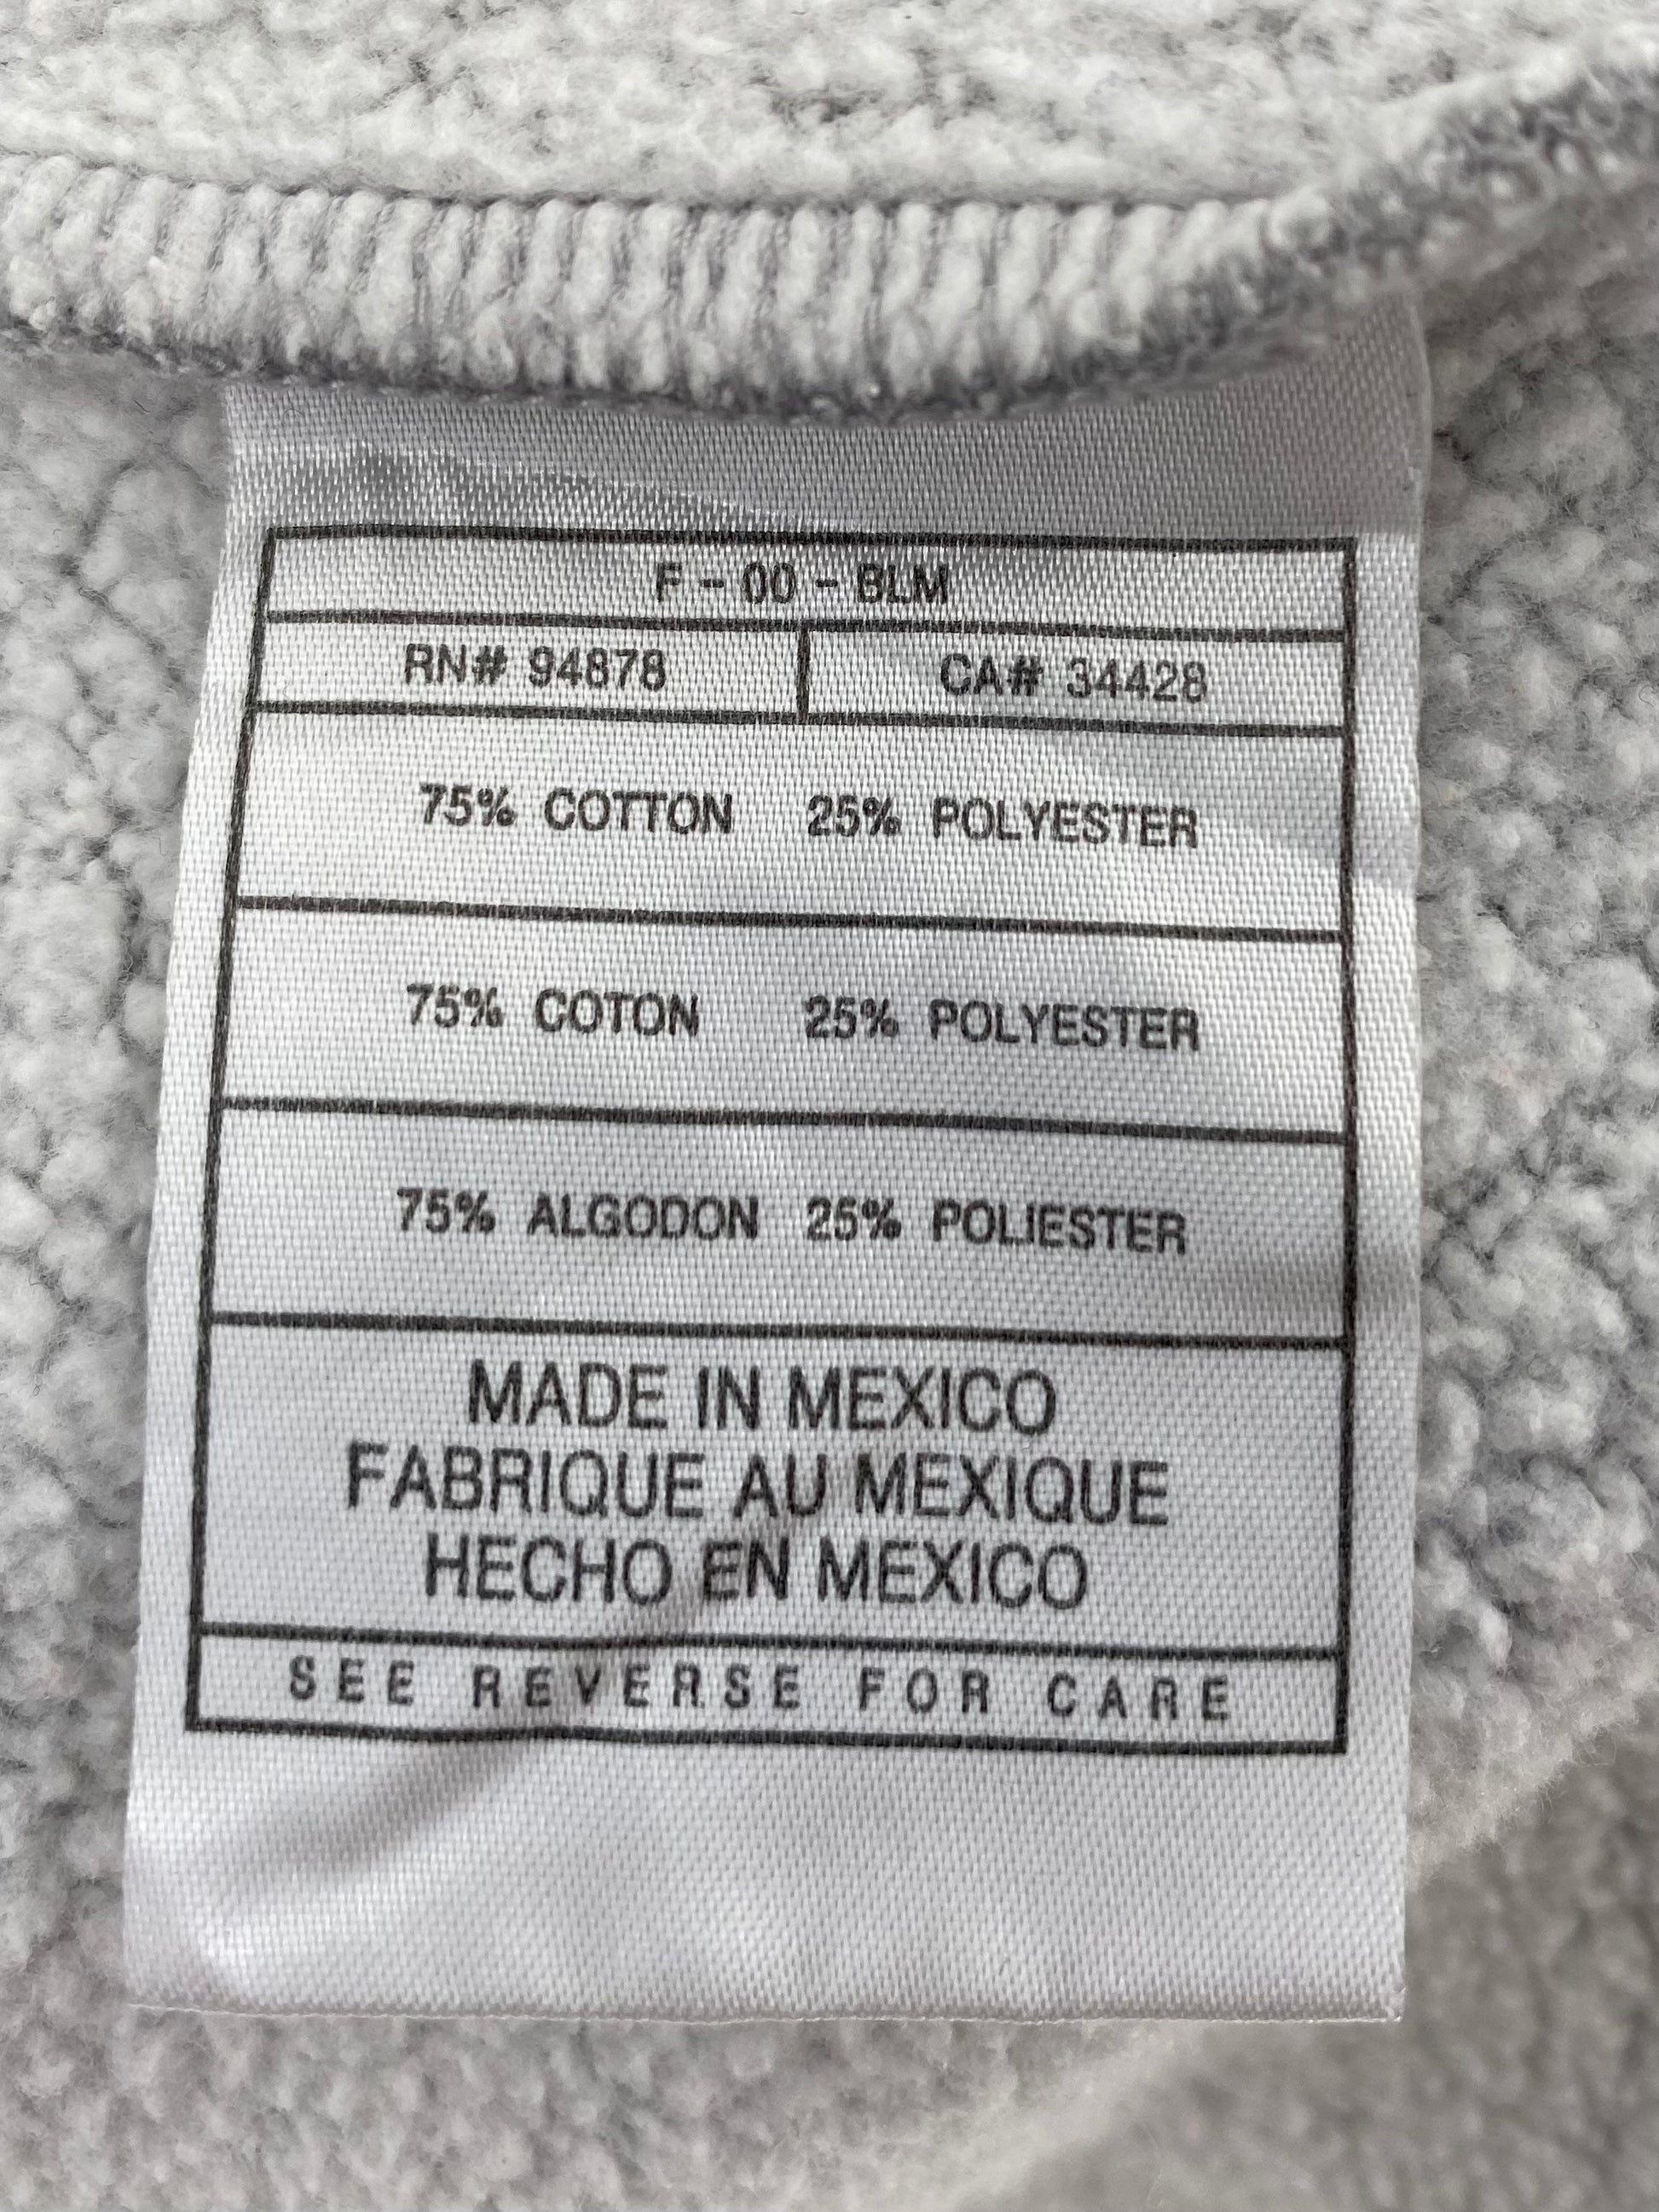 F - 00 - BLM
RN# 94878 CA# 34428
75% COTTON 25% POLYESTER
75% COTON 25% POLYESTER
75% ALGODON 25% POLIESTER
MADE IN MEXICO
FABRIQUE AU MEXIQUE
HECHO EN MEXICO
SEE REVERSE FOR CARE